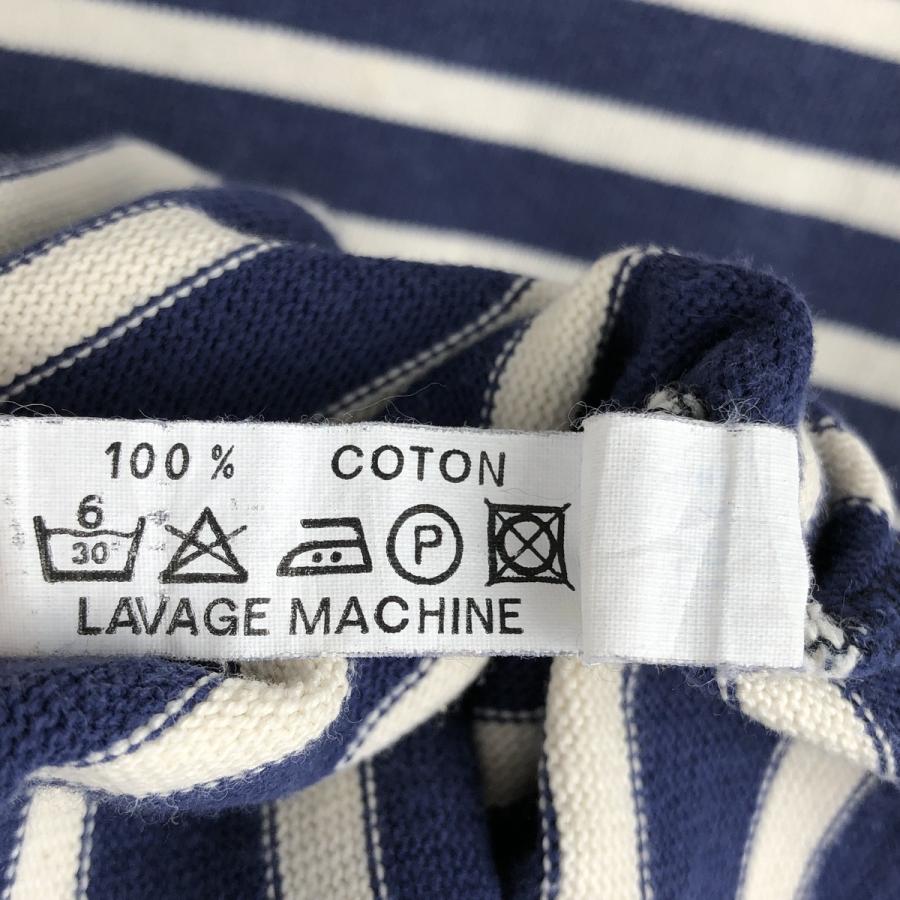 100 % COTON
6
30° P
LAVAGE MACHINE